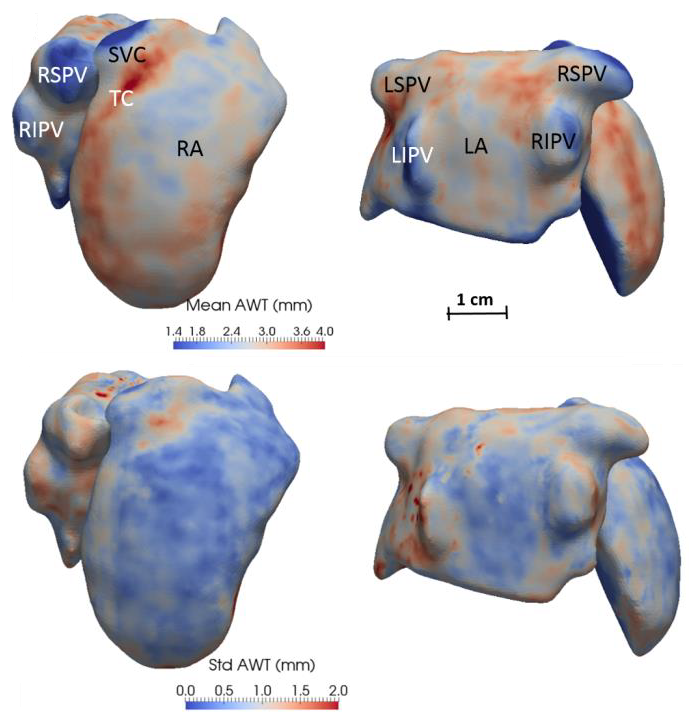 SVC
RSPV
TC
RIPV
RA
LSPV
RSPV
LIPV
LA
RIPV
Mean AWT (mm)
1.4 1.8 2.4 3.0 3.6 4.0
1 cm
Std AWT (mm)
0.0 0.5 1.0 1.5 2.0